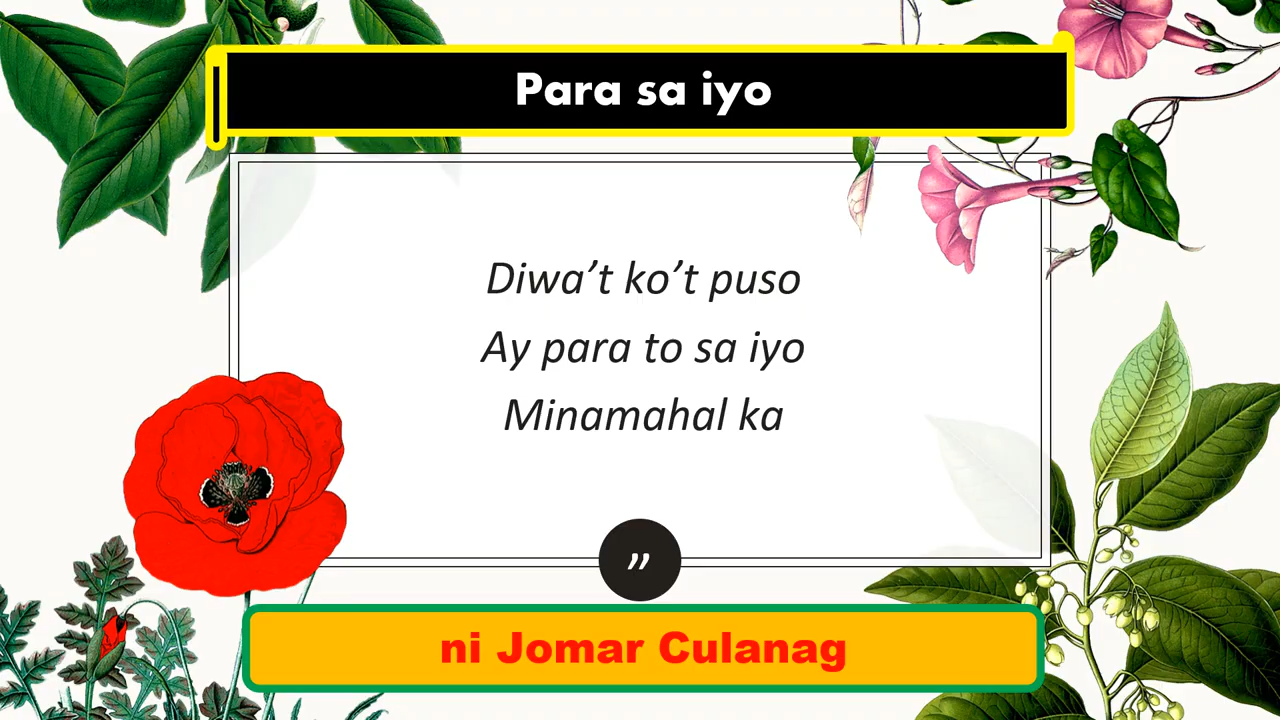 Para sa iyo
Diwa’t ko’t puso
Ay para to sa iyo
Minamahal ka
”
ni Jomar Culanag